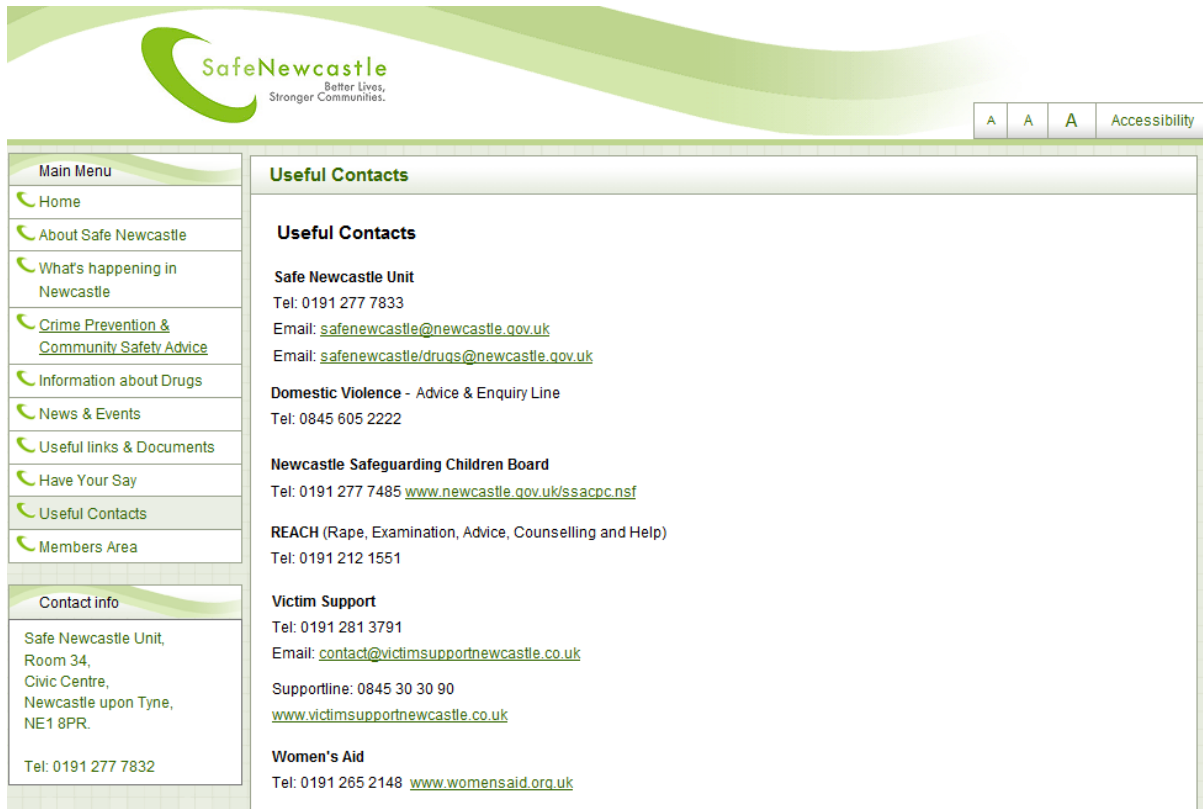 SafeNewcastle
Better Lives,
Stronger Communities.
A A A Accessibility
Main Menu
Home
About Safe Newcastle
What's happening in
Newcastle
Crime Prevention &
Community Safety Advice
Information about Drugs
News & Events
Useful links & Documents
Have Your Say
Useful Contacts
Members Area
Contact info
Safe Newcastle Unit,
Room 34,
Civic Centre,
Newcastle upon Tyne,
NE1 8PR.
Tel: 0191 277 7832
Useful Contacts
Useful Contacts
Safe Newcastle Unit
Tel: 0191 277 7833
Email: safenewcastle@newcastle.gov.uk
Email: safenewcastle/drugs@newcastle.gov.uk
Domestic Violence - Advice & Enquiry Line
Tel: 0845 605 2222
Newcastle Safeguarding Children Board
Tel: 0191 277 7485 www.newcastle.gov.uk/ssacpc.nsf
REACH (Rape, Examination, Advice, Counselling and Help)
Tel: 0191 212 1551
Victim Support
Tel: 0191 281 3791
Email: contact@victimsupportnewcastle.co.uk
Supportline: 0845 30 30 90
www.victimsupportnewcastle.co.uk
Women's Aid
Tel: 0191 265 2148 www.womensaid.org.uk